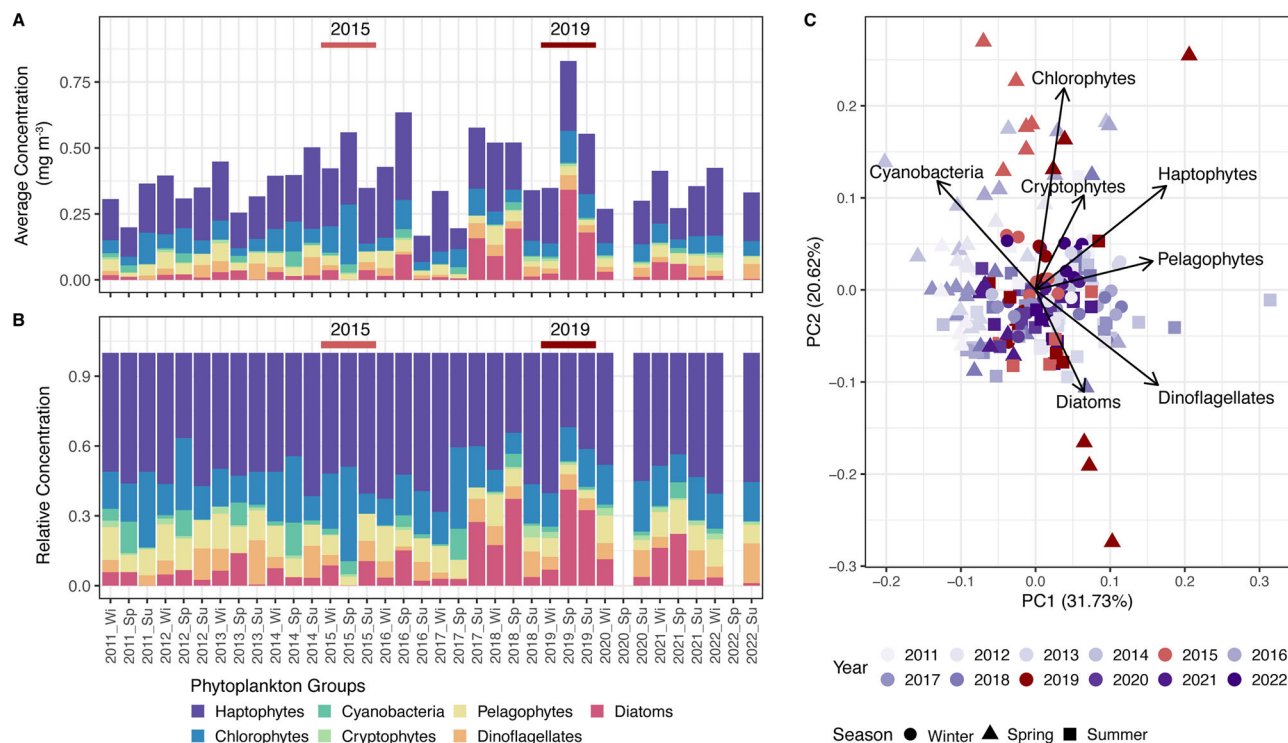 A
2015
2019
0.75
0.50
0.25
0.00
Average Concentration
(mg m⁻³)
B
2015
2019
0.9
0.6
0.3
0.0
Relative Concentration
2011_Wi
2011_Sp
2011_Su
2012_Wi
2012_Sp
2012_Su
2013_Wi
2013_Sp
2013_Su
2014_Wi
2014_Sp
2014_Su
2015_Wi
2015_Sp
2015_Su
2016_Wi
2016_Sp
2016_Su
2017_Wi
2017_Sp
2017_Su
2018_Wi
2018_Sp
2018_Su
2019_Wi
2019_Sp
2019_Su
2020_Wi
2020_Sp
2020_Su
2021_Wi
2021_Sp
2021_Su
2022_Wi
2022_Sp
2022_Su
Phytoplankton Groups
Haptophytes Cyanobacteria Pelagophytes Diatoms
Chlorophytes Cryptophytes Dinoflagellates
C
Chlorophytes
Cyanobacteria
Cryptophytes
Haptophytes
Pelagophytes
Diatoms
Dinoflagellates
0.2
0.1
0.0
−0.1
−0.2
−0.3
PC2 (20.62%)
−0.2 −0.1 0.0 0.1 0.2 0.3
PC1 (31.73%)
Year 2011 2012 2013 2014 2015 2016
2017 2018 2019 2020 2021 2022
Season Winter Spring Summer